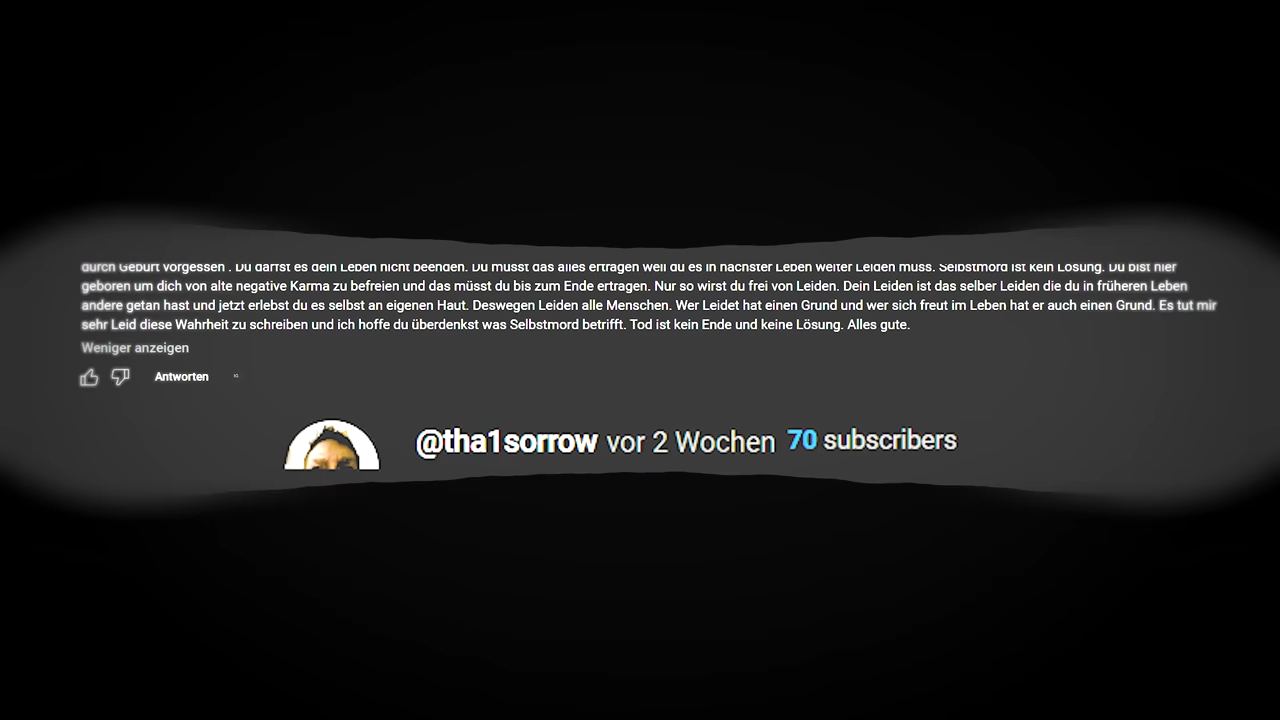 durch Geburt vorgessen . Du darfst es dein Leben nicht beenden. Du musst das alles ertragen weil du es in nächster Leben weiter Leiden muss. Selbstmord ist kein Lösung. Du bist hier
geboren um dich von alte negative Karma zu befreien und das müsst du bis zum Ende ertragen. Nur so wirst du frei von Leiden. Dein Leiden ist das selber Leiden die du in früheren Leben
andere getan hast und jetzt erlebst du es selbst an eigenen Haut. Deswegen Leiden alle Menschen. Wer Leidet hat einen Grund und wer sich freut im Leben hat er auch einen Grund. Es tut mir
sehr Leid diese Wahrheit zu schreiben und ich hoffe du überdenkst was Selbstmord betrifft. Tod ist kein Ende und keine Lösung. Alles gute.
Weniger anzeigen
Antworten
@tha1sorrow vor 2 Wochen 70 subscribers